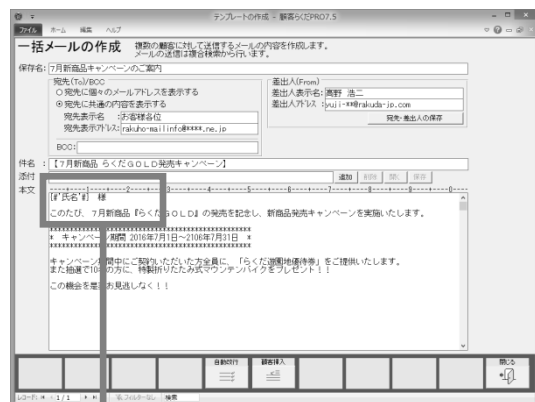 テンプレートの作成 - 顧客らくだPRO7.5
ファイル ホーム 編集 ヘルプ
一括メールの作成 複数の顧客に対して送信するメールの内容を作成します。
メールの送信は複合検索から行います。
保存名: 7月新商品キャンペーンのご案内
宛先(To)/BCC
○宛先に個々のメールアドレスを表示する
◉宛先に共通の内容を表示する
宛先表示名 :お客様各位
宛先表示アドレス: rakuho-mailinfo@****.ne.jp
BCC:
差出人(From)
差出人表示名: 高野 浩二
差出人アドレス :yuji-**@rakuda-jp.com
宛先・差出人の保存
件名 : 【7月新商品 らくだGOLD発売キャンペーン】
添付 追加 削除 開く 保存
本文
[#'氏名'#] 様
このたび、7月新商品『らくだGOLD』の発売を記念し、新商品発売キャンペーンを実施いたします。
* キャンペーン期間 2016年7月1日~2106年7月31日 *
キャンペーン期間中にご契約いただいた方全員に、「らくだ遊園地優待券」をご提供いたします。
また抽選で10名の方に、特製折りたたみ式マウンテンバイクをプレゼント!!
この機会を是非お見逃しなく!!
自動改行 顧客挿入 閉じる
レコード: 1/1 フィルターなし 検索